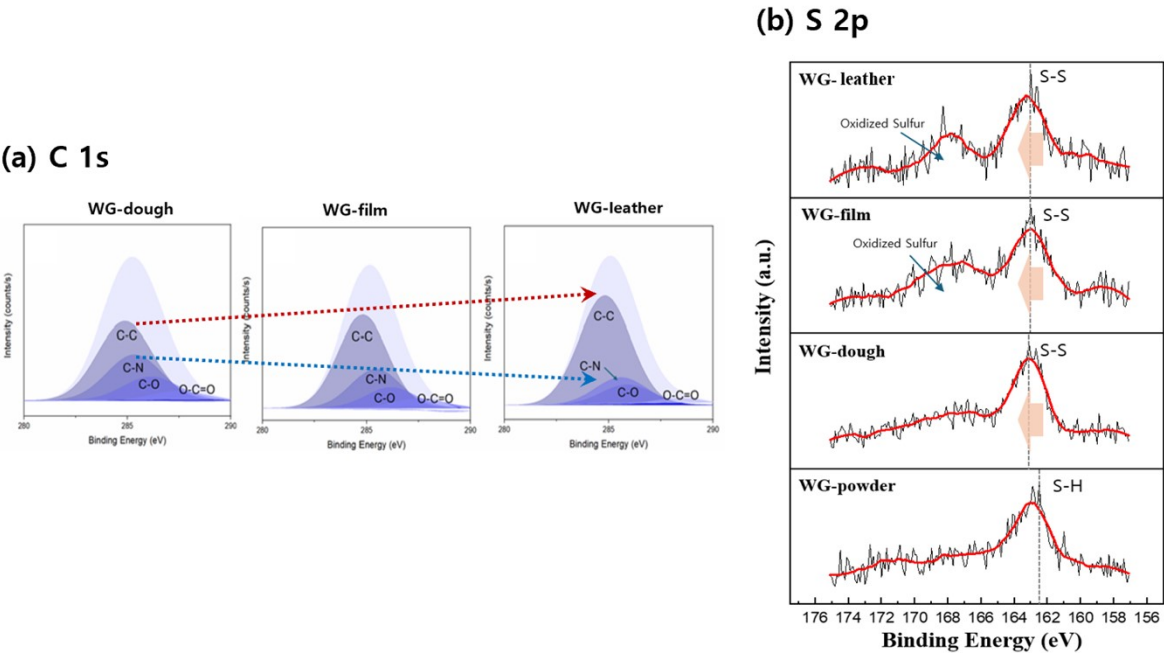 (a) C 1s
WG-dough
Intensity (counts/s)
C-C
C-N
C-O
O-C=O
280
285
290
Binding Energy (eV)
WG-film
Intensity (counts/s)
C-C
C-N
C-O
O-C=O
280
285
290
Binding Energy (eV)
WG-leather
Intensity (counts/s)
C-C
C-N
C-O
O-C=O
280
285
290
Binding Energy (eV)
(b) S 2p
Intensity (a.u.)
WG- leather
S-S
Oxidized Sulfur
WG-film
S-S
Oxidized Sulfur
WG-dough
S-S
WG-powder
S-H
176 174 172 170 168 166 164 162 160 158 156
Binding Energy (eV)